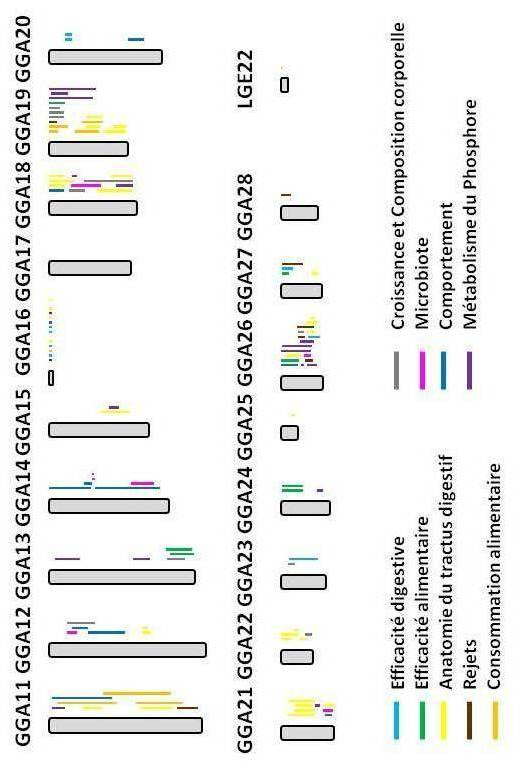 GGA11 GGA12 GGA13 GGA14 GGA15 GGA16 GGA17 GGA18 GGA19 GGA20
GGA21 GGA22 GGA23 GGA24 GGA25 GGA26 GGA27 GGA28 LGE22
Efficacité digestive
Efficacité alimentaire
Anatomie du tractus digestif
Rejets
Consommation alimentaire
Croissance et Composition corporelle
Microbiote
Comportement
Métabolisme du Phosphore